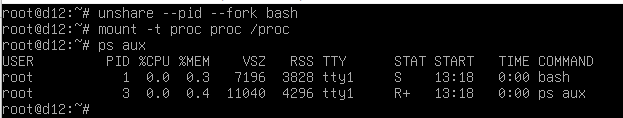 root@d12:~# unshare --pid --fork bash
root@d12:~# mount -t proc proc /proc
root@d12:~# ps aux
USER         PID %CPU %MEM    VSZ   RSS TTY      STAT START   TIME COMMAND
root           1  0.0  0.3   7196  3828 tty1     S    13:18   0:00 bash
root           3  0.0  0.4  11040  4296 tty1     R+   13:18   0:00 ps aux
root@d12:~#